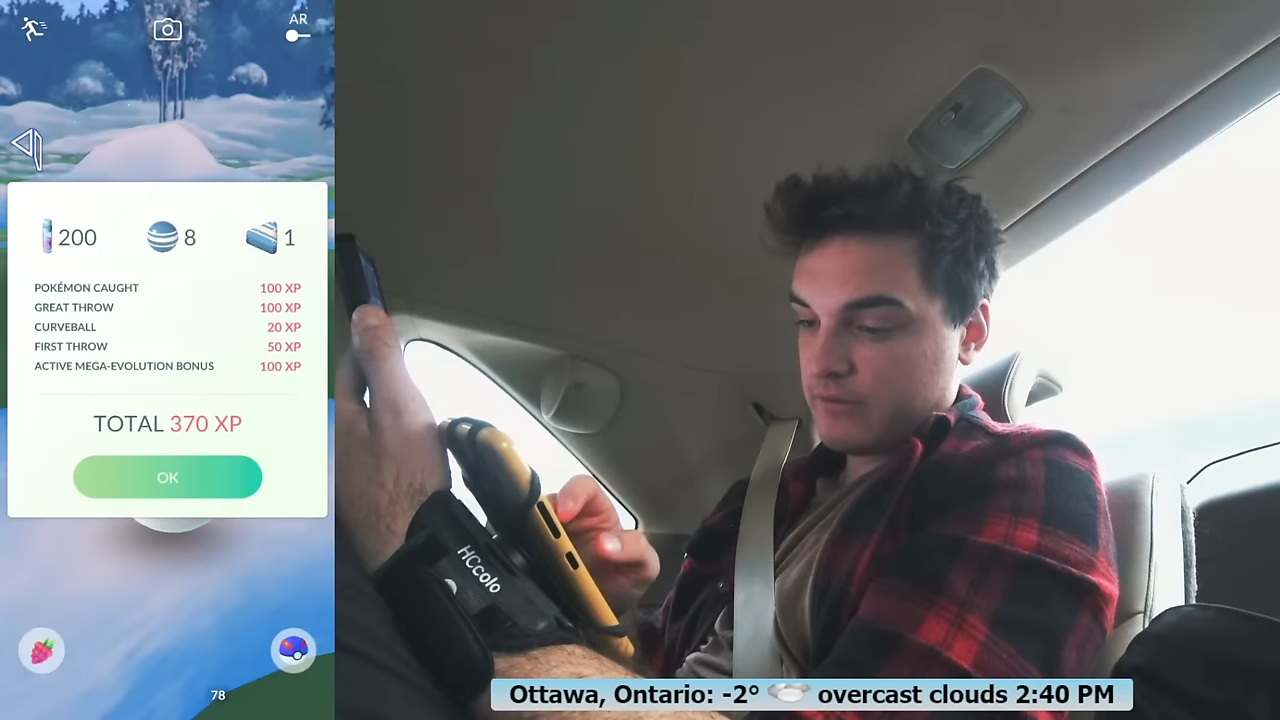 AR
200
8
1
POKÉMON CAUGHT 100 XP
GREAT THROW 100 XP
CURVEBALL 20 XP
FIRST THROW 50 XP
ACTIVE MEGA-EVOLUTION BONUS 100 XP
TOTAL 370 XP
OK
78
HCcolo
Ottawa, Ontario: -2° overcast clouds 2:40 PM